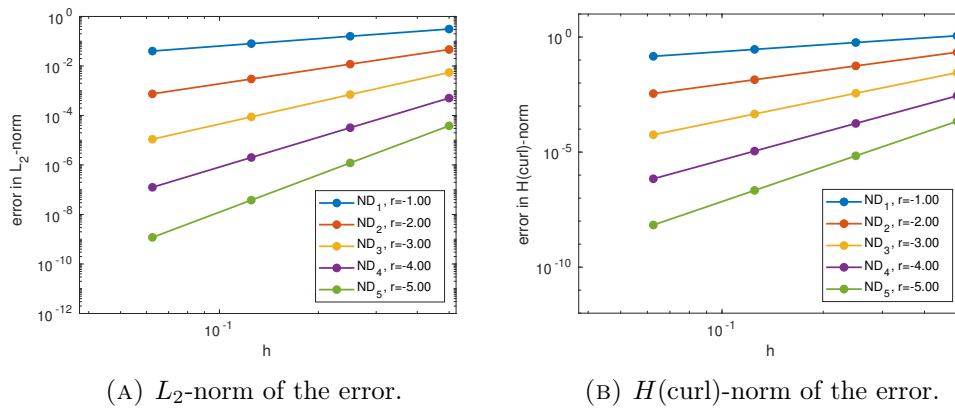 10^0
10^-2
10^-4
10^-6
10^-8
10^-10
10^-12
error in L_2-norm
ND_1, r=-1.00
ND_2, r=-2.00
ND_3, r=-3.00
ND_4, r=-4.00
ND_5, r=-5.00
10^-1
h
(A) L_2-norm of the error.
10^0
10^-5
10^-10
error in H(curl)-norm
ND_1, r=-1.00
ND_2, r=-2.00
ND_3, r=-3.00
ND_4, r=-4.00
ND_5, r=-5.00
10^-1
h
(B) H(curl)-norm of the error.